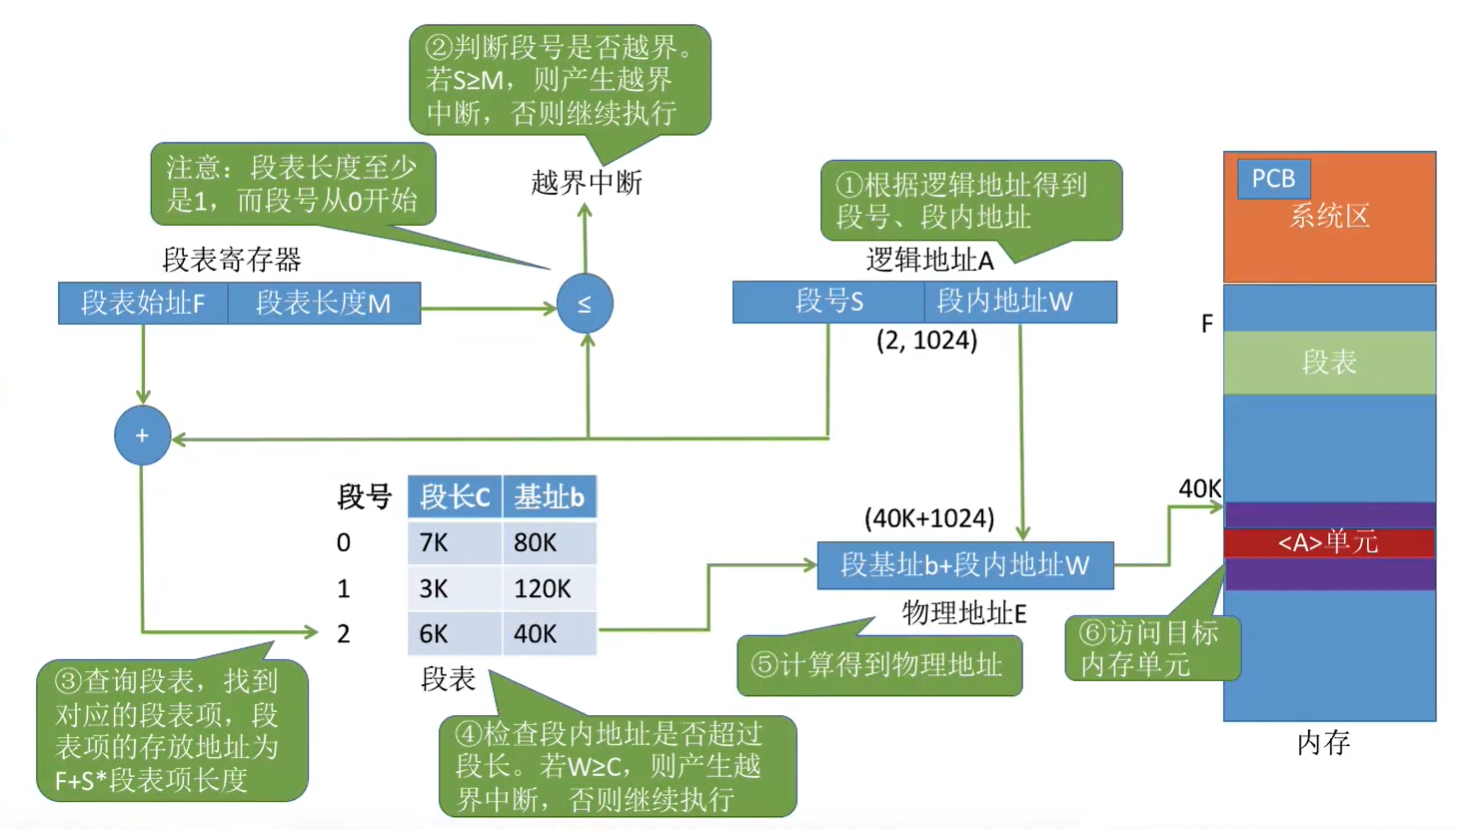 ②判断段号是否越界。
若S≥M，则产生越界
中断，否则继续执行
注意：段表长度至少
是1，而段号从0开始
越界中断
①根据逻辑地址得到
段号、段内地址
PCB
系统区
段表寄存器
逻辑地址A
段表始址F
段表长度M
≤
段号S
段内地址W
(2, 1024)
F
段表
+
段号
段长C
基址b
0
7K
80K
1
3K
120K
2
6K
40K
段表
(40K+1024)
段基址b+段内地址W
物理地址E
40K
<A>单元
③查询段表，找到
对应的段表项，段
表项的存放地址为
F+S*段表项长度
④检查段内地址是否超过
段长。若W≥C，则产生越
界中断，否则继续执行
⑤计算得到物理地址
⑥访问目标
内存单元
内存